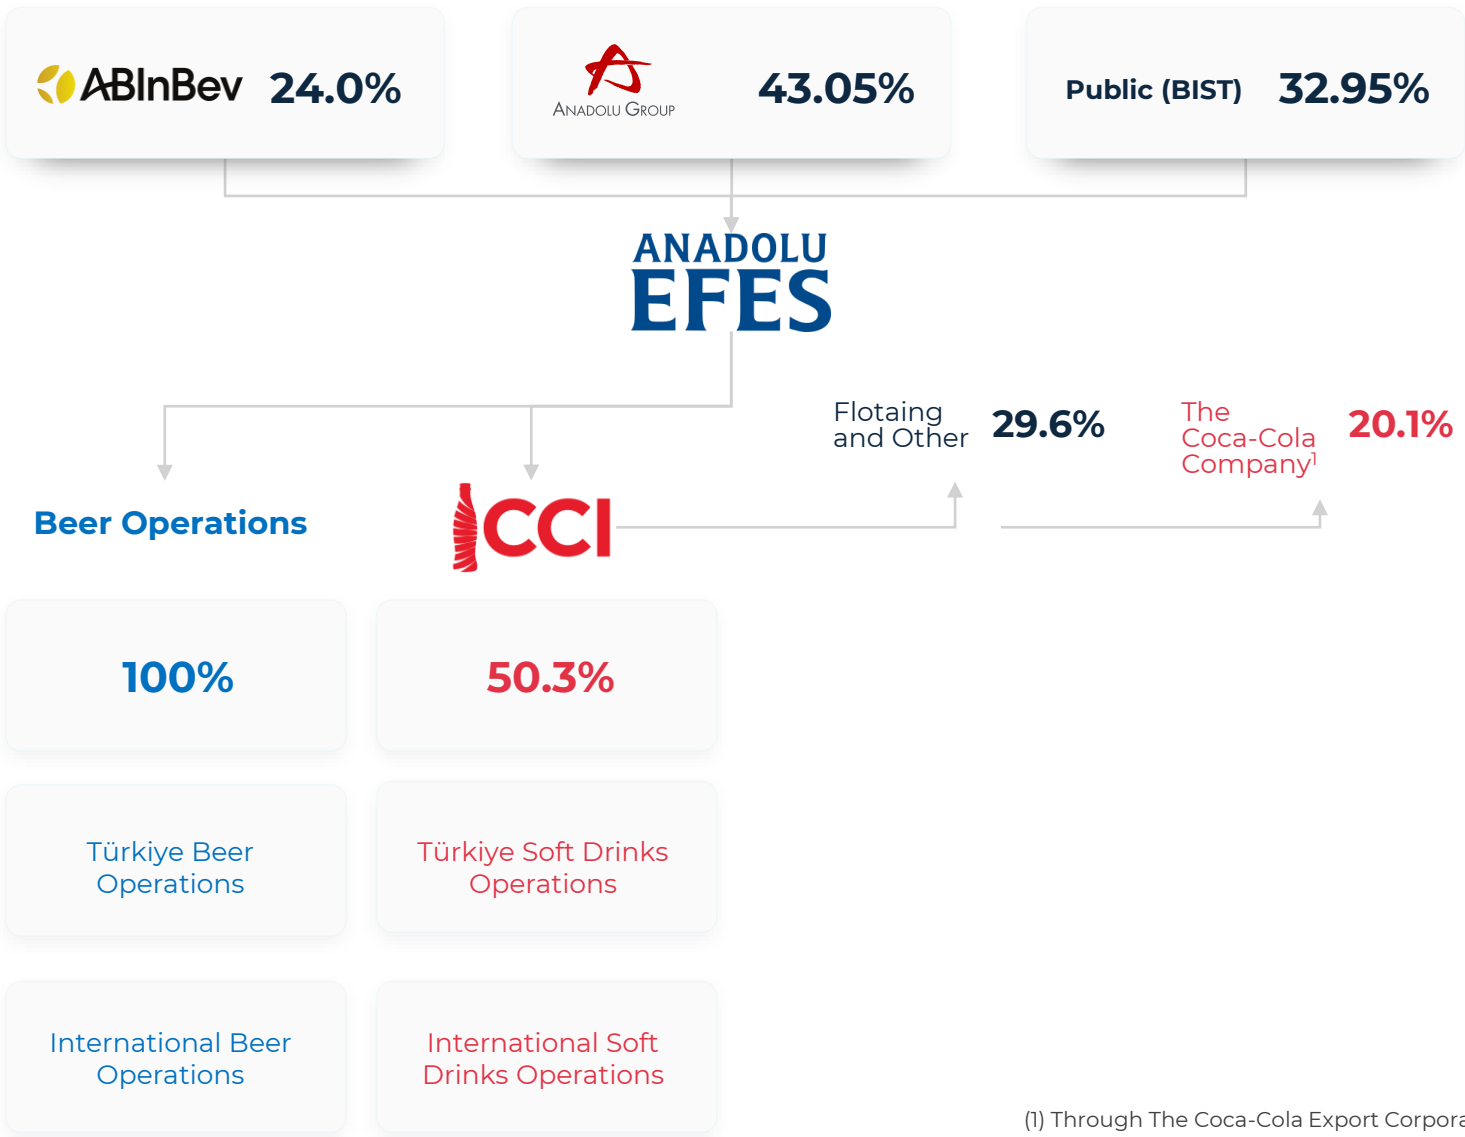 ABInBev 24.0%
ANADOLU GROUP 43.05%
Public (BIST) 32.95%
ANADOLU
EFES
Flotaing
and Other 29.6%
The
Coca-Cola
Company¹ 20.1%
Beer Operations
CCI
100%
50.3%
Türkiye Beer
Operations
Türkiye Soft Drinks
Operations
International Beer
Operations
International Soft
Drinks Operations
(1) Through The Coca-Cola Export